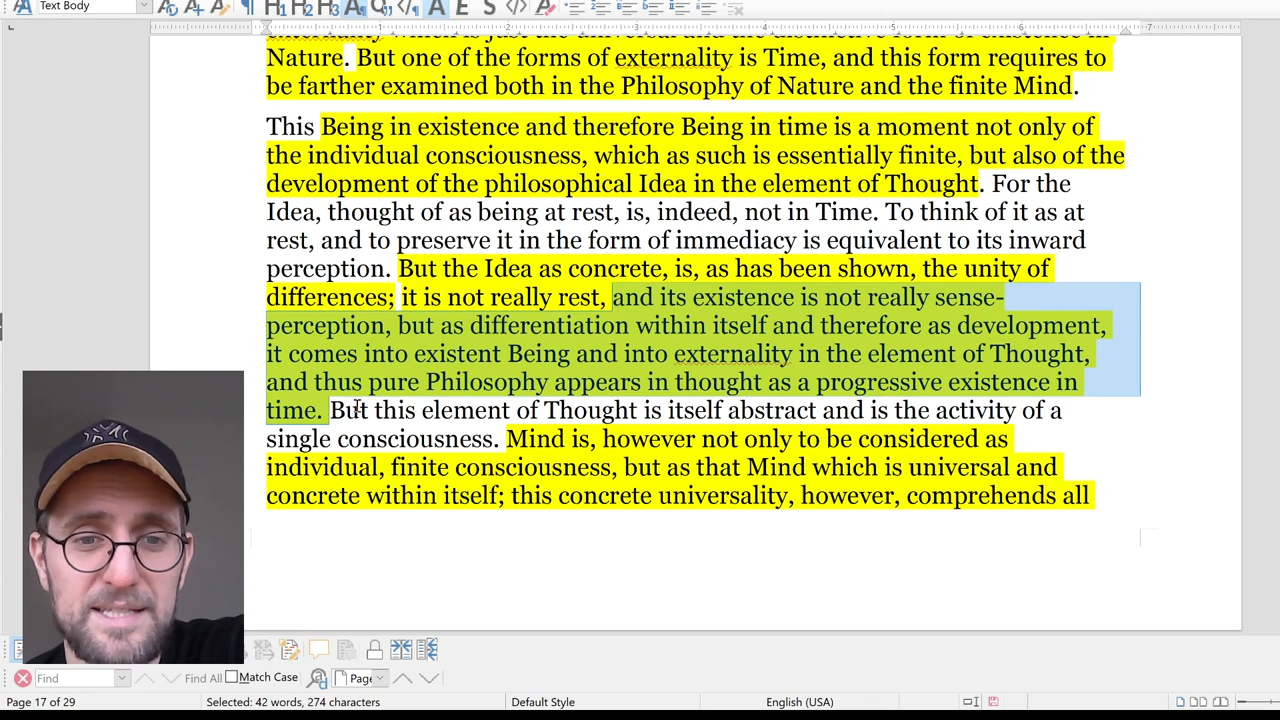 Text Body
Nature. But one of the forms of externality is Time, and this form requires to
be farther examined both in the Philosophy of Nature and the finite Mind.
This Being in existence and therefore Being in time is a moment not only of
the individual consciousness, which as such is essentially finite, but also of the
development of the philosophical Idea in the element of Thought. For the
Idea, thought of as being at rest, is, indeed, not in Time. To think of it as at
rest, and to preserve it in the form of immediacy is equivalent to its inward
perception. But the Idea as concrete, is, as has been shown, the unity of
differences; it is not really rest, and its existence is not really sense-
perception, but as differentiation within itself and therefore as development,
it comes into existent Being and into externality in the element of Thought,
and thus pure Philosophy appears in thought as a progressive existence in
time. But this element of Thought is itself abstract and is the activity of a
single consciousness. Mind is, however not only to be considered as
individual, finite consciousness, but as that Mind which is universal and
concrete within itself; this concrete universality, however, comprehends all
Find
Find All
Match Case
Page
Page 17 of 29
Selected: 42 words, 274 characters
Default Style
English (USA)